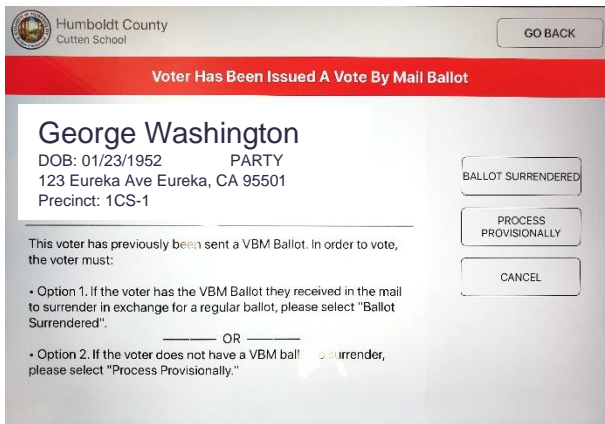 Humboldt County
Cutten School
GO BACK
Voter Has Been Issued A Vote By Mail Ballot
George Washington
DOB: 01/23/1952 PARTY
123 Eureka Ave Eureka, CA 95501
Precinct: 1CS-1
BALLOT SURRENDERED
PROCESS
PROVISIONALLY
CANCEL
This voter has previously been sent a VBM Ballot. In order to vote,
the voter must:
• Option 1. If the voter has the VBM Ballot they received in the mail
to surrender in exchange for a regular ballot, please select "Ballot
Surrendered".
OR
• Option 2. If the voter does not have a VBM surrender,
please select "Process Provisionally."